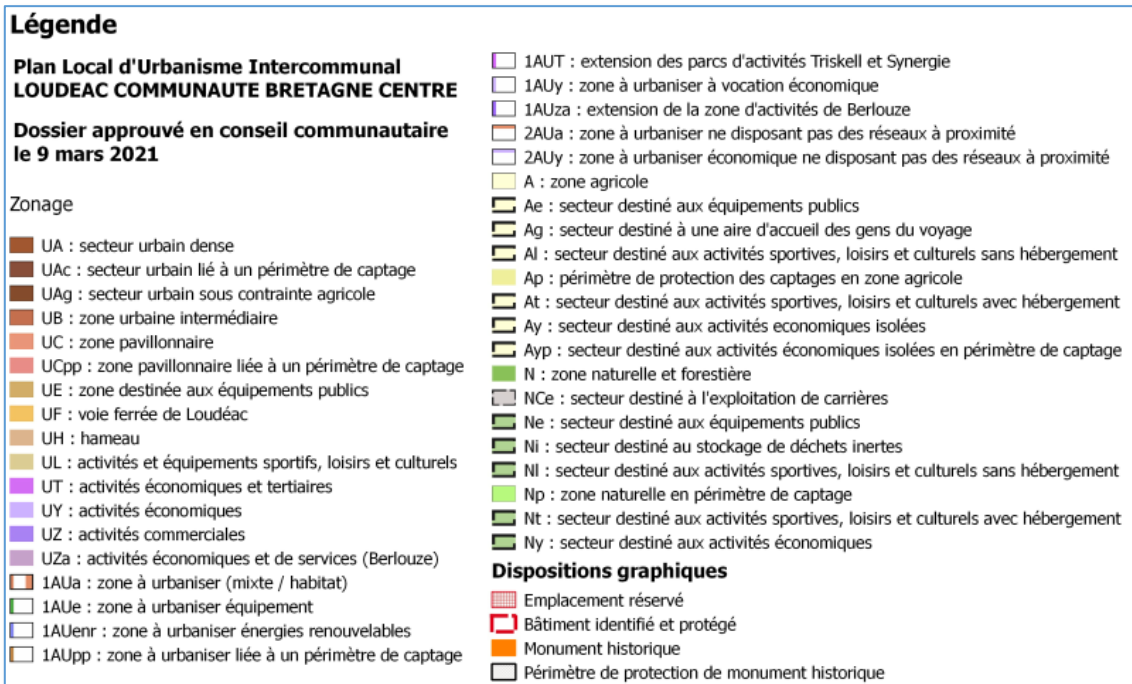 Légende
Plan Local d'Urbanisme Intercommunal
LOUDEAC COMMUNAUTE BRETAGNE CENTRE
Dossier approuvé en conseil communautaire
le 9 mars 2021
Zonage
UA : secteur urbain dense
UAc : secteur urbain lié à un périmètre de captage
UAg : secteur urbain sous contrainte agricole
UB : zone urbaine intermédiaire
UC : zone pavillonnaire
UCpp : zone pavillonnaire liée à un périmètre de captage
UE : zone destinée aux équipements publics
UF : voie ferrée de Loudéac
UH : hameau
UL : activités et équipements sportifs, loisirs et culturels
UT : activités économiques et tertiaires
UY : activités économiques
UZ : activités commerciales
UZa : activités économiques et de services (Berlouze)
1AUa : zone à urbaniser (mixte / habitat)
1AUe : zone à urbaniser équipement
1AUenr : zone à urbaniser énergies renouvelables
1AUpp : zone à urbaniser liée à un périmètre de captage
1AUT : extension des parcs d'activités Triskell et Synergie
1AUy : zone à urbaniser à vocation économique
1AUza : extension de la zone d'activités de Berlouze
2AUa : zone à urbaniser ne disposant pas des réseaux à proximité
2AUy : zone à urbaniser économique ne disposant pas des réseaux à proximité
A : zone agricole
Ae : secteur destiné aux équipements publics
Ag : secteur destiné à une aire d'accueil des gens du voyage
Al : secteur destiné aux activités sportives, loisirs et culturels sans hébergement
Ap : périmètre de protection des captages en zone agricole
At : secteur destiné aux activités sportives, loisirs et culturels avec hébergement
Ay : secteur destiné aux activités economiques isolées
Ayp : secteur destiné aux activités économiques isolées en périmètre de captage
N : zone naturelle et forestière
NCe : secteur destiné à l'exploitation de carrières
Ne : secteur destiné aux équipements publics
Ni : secteur destiné au stockage de déchets inertes
Nl : secteur destiné aux activités sportives, loisirs et culturels sans hébergement
Np : zone naturelle en périmètre de captage
Nt : secteur destiné aux activités sportives, loisirs et culturels avec hébergement
Ny : secteur destiné aux activités économiques
Dispositions graphiques
Emplacement réservé
Bâtiment identifié et protégé
Monument historique
Périmètre de protection de monument historique